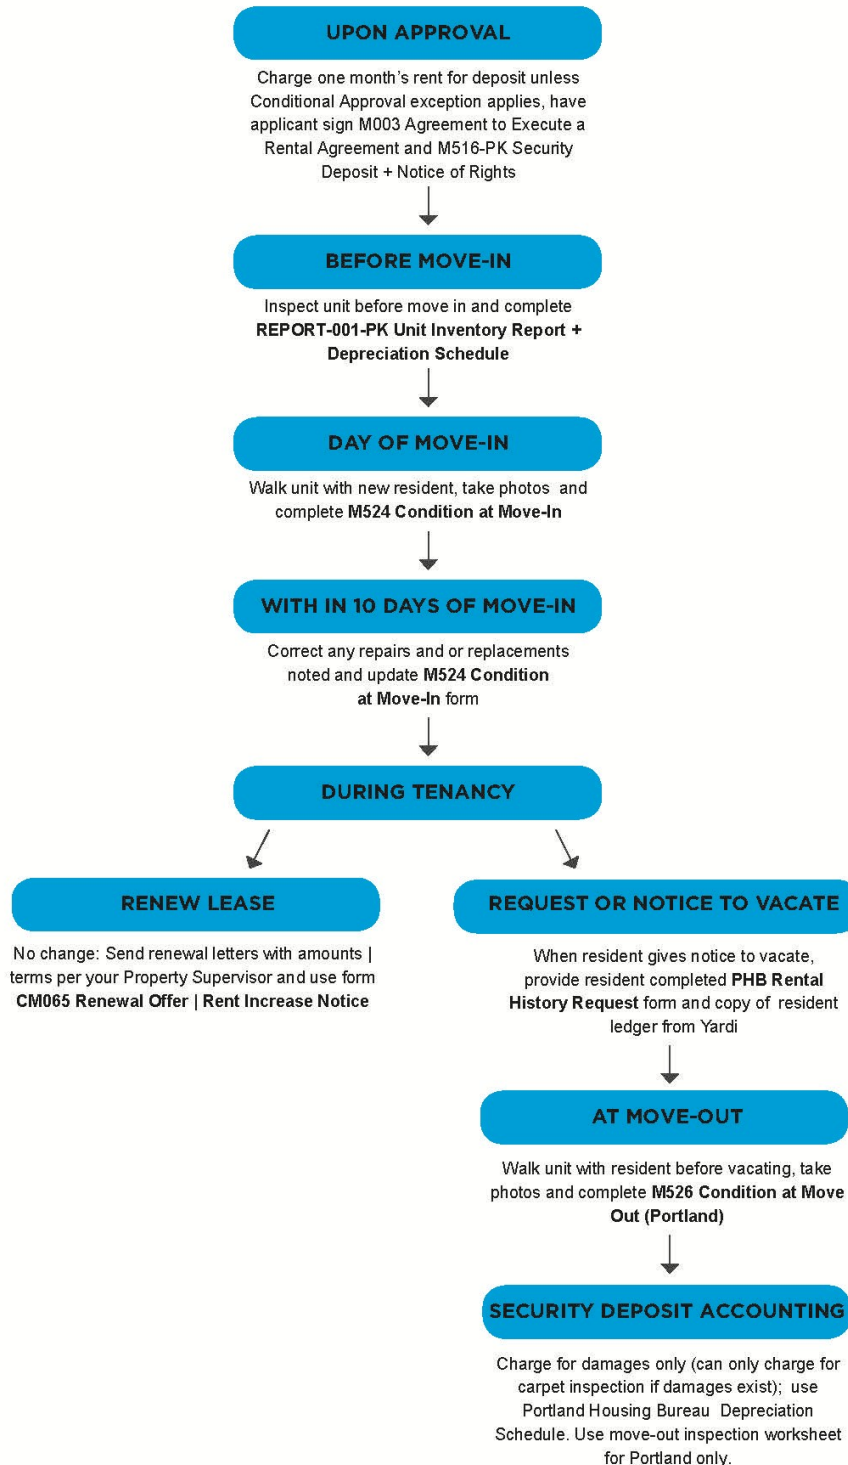 UPON APPROVAL
Charge one month's rent for deposit unless
Conditional Approval exception applies, have
applicant sign M003 Agreement to Execute a
Rental Agreement and M516-PK Security
Deposit + Notice of Rights
BEFORE MOVE-IN
Inspect unit before move in and complete
REPORT-001-PK Unit Inventory Report +
Depreciation Schedule
DAY OF MOVE-IN
Walk unit with new resident, take photos and
complete M524 Condition at Move-In
WITH IN 10 DAYS OF MOVE-IN
Correct any repairs and or replacements
noted and update M524 Condition
at Move-In form
DURING TENANCY
RENEW LEASE
No change: Send renewal letters with amounts |
terms per your Property Supervisor and use form
CM065 Renewal Offer | Rent Increase Notice
REQUEST OR NOTICE TO VACATE
When resident gives notice to vacate,
provide resident completed PHB Rental
History Request form and copy of resident
ledger from Yardi
AT MOVE-OUT
Walk unit with resident before vacating, take
photos and complete M526 Condition at Move
Out (Portland)
SECURITY DEPOSIT ACCOUNTING
Charge for damages only (can only charge for
carpet inspection if damages exist); use
Portland Housing Bureau Depreciation
Schedule. Use move-out inspection worksheet
for Portland only.